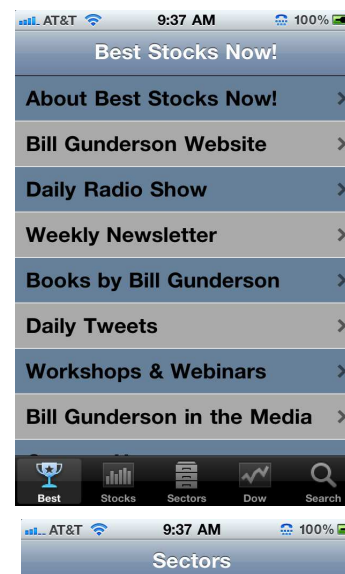 AT&T 9:37 AM 100%
Best Stocks Now!
About Best Stocks Now!
Bill Gunderson Website
Daily Radio Show
Weekly Newsletter
Books by Bill Gunderson
Daily Tweets
Workshops & Webinars
Bill Gunderson in the Media
Best Stocks Sectors Dow Search
AT&T 9:37 AM 100%
Sectors